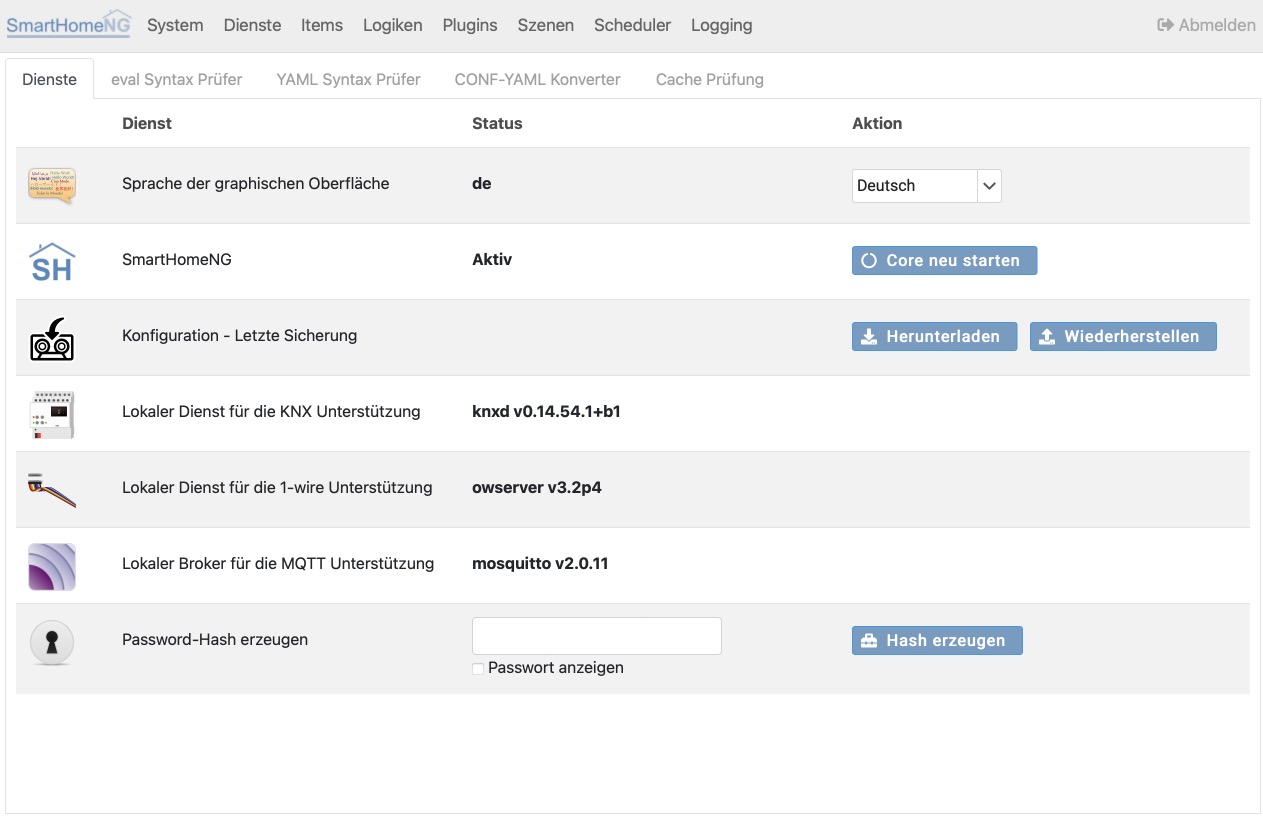 SmartHomeNG System Dienste Items Logiken Plugins Szenen Scheduler Logging Abmelden
Dienste eval Syntax Prüfer YAML Syntax Prüfer CONF-YAML Konverter Cache Prüfung
Dienst Status Aktion
Sprache der graphischen Oberfläche de Deutsch
SH
SmartHomeNG Aktiv Core neu starten
Konfiguration - Letzte Sicherung Herunterladen Wiederherstellen
Lokaler Dienst für die KNX Unterstützung knxd v0.14.54.1+b1
Lokaler Dienst für die 1-wire Unterstützung owserver v3.2p4
Lokaler Broker für die MQTT Unterstützung mosquitto v2.0.11
Password-Hash erzeugen Hash erzeugen
Passwort anzeigen